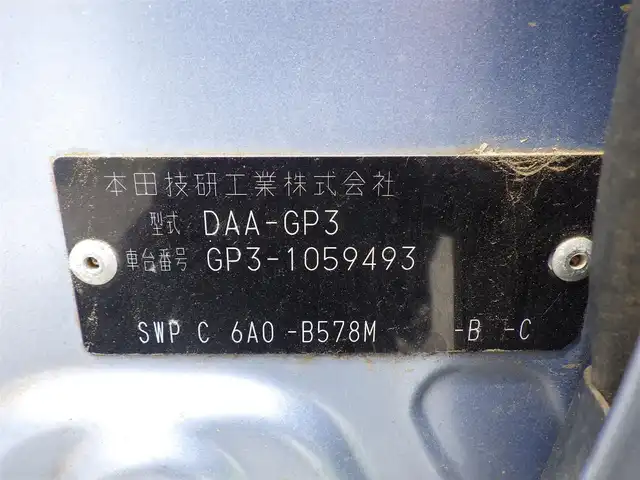 本田技研工業株式会社
型式 DAA-GP3
車台番号 GP3-1059493
SWP C 6A0 -B578M -B -C